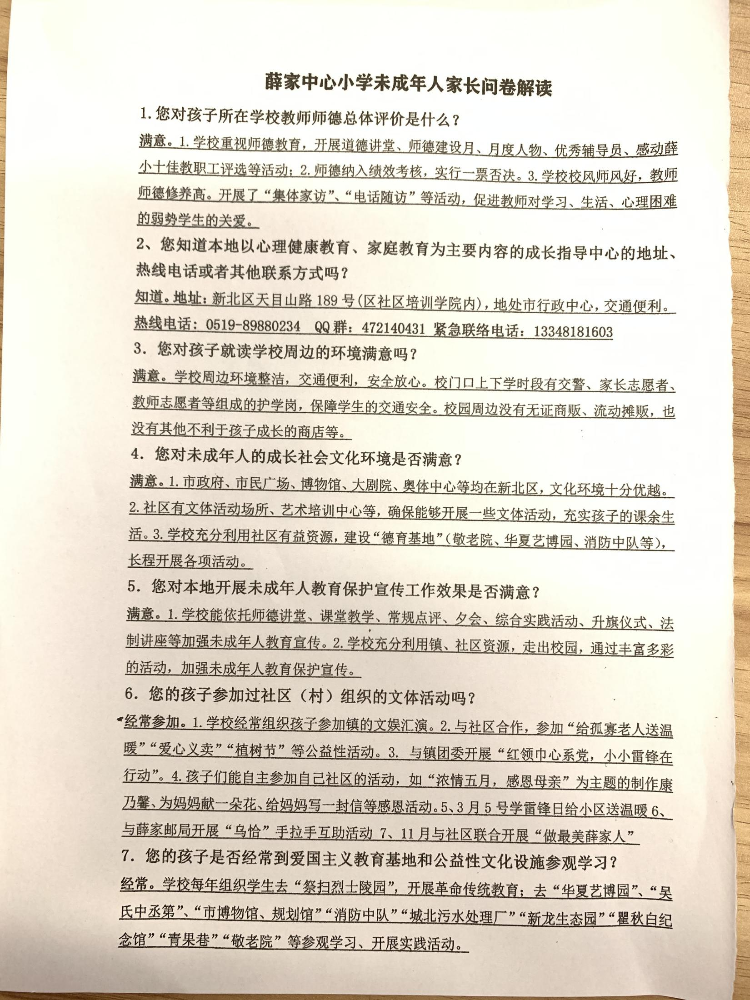 薛家中心小学未成年人家长问卷解读
1.您对孩子所在学校教师师德总体评价是什么？
满意。1.学校重视师德教育，开展道德讲堂、师德建设月、月度人物、优秀辅导员、感动薛
小十佳教职工评选等活动；2.师德纳入绩效考核，实行一票否决。3.学校校风师风好，教师
师德修养高。开展了“集体家访”、“电话随访”等活动，促进教师对学习、生活、心理困难
的弱势学生的关爱。
2、您知道本地以心理健康教育、家庭教育为主要内容的成长指导中心的地址、
热线电话或者其他联系方式吗？
知道。地址：新北区天目山路 189 号(区社区培训学院内)，地处市行政中心，交通便利。
热线电话：0519-89880234 QQ群：472140431 紧急联络电话：13348181603
3．您对孩子就读学校周边的环境满意吗？
满意。学校周边环境整洁，交通便利，安全放心。校门口上下学时段有交警、家长志愿者、
教师志愿者等组成的护学岗，保障学生的交通安全。校园周边没有无证商贩、流动摊贩，也
没有其他不利于孩子成长的商店等。
4．您对未成年人的成长社会文化环境是否满意？
满意。1.市政府、市民广场、博物馆、大剧院、奥体中心等均在新北区，文化环境十分优越。
2.社区有文体活动场所、艺术培训中心等，确保能够开展一些文体活动，充实孩子的课余生
活。3.学校充分利用社区有益资源，建设“德育基地”（敬老院、华夏艺博园、消防中队等），
长程开展各项活动。
5．您对本地开展未成年人教育保护宣传工作效果是否满意？
满意。1.学校能依托师德讲堂、课堂教学、常规点评、夕会、综合实践活动、升旗仪式、法
制讲座等加强未成年人教育宣传。2.学校充分利用镇、社区资源，走出校园，通过丰富多彩
的活动，加强未成年人教育保护宣传。
6．您的孩子参加过社区（村）组织的文体活动吗？
经常参加。1.学校经常组织孩子参加镇的文娱汇演。2.与社区合作，参加“给孤寡老人送温
暖”“爱心义卖”“植树节”等公益性活动。3. 与镇团委开展“红领巾心系党，小小雷锋在
行动”。4.孩子们能自主参加自己社区的活动，如“浓情五月，感恩母亲”为主题的制作康
乃馨、为妈妈献一朵花、给妈妈写一封信等感恩活动。5、3月5号学雷锋日给小区送温暖 6、
与薛家邮局开展“乌恰”手拉手互助活动 7、11月与社区联合开展“做最美薛家人”
7．您的孩子是否经常到爱国主义教育基地和公益性文化设施参观学习？
经常。学校每年组织学生去“祭扫烈士陵园”，开展革命传统教育；去“华夏艺博园”、“吴
氏中丞第”、“市博物馆、规划馆”“消防中队”“城北污水处理厂”“新龙生态园”“瞿秋白纪
念馆”“青果巷”“敬老院”等参观学习、开展实践活动。